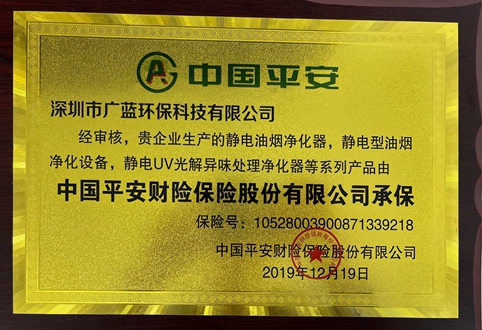 中国平安
深圳市广蓝环保科技有限公司
经审核，贵企业生产的静电油烟净化器，静电型油烟
净化设备，静电UV光解异味处理净化器等系列产品由
中国平安财险保险股份有限公司承保
保险号：10528003900871339218
中国平安财险保险股份有限公司
2019年12月19日